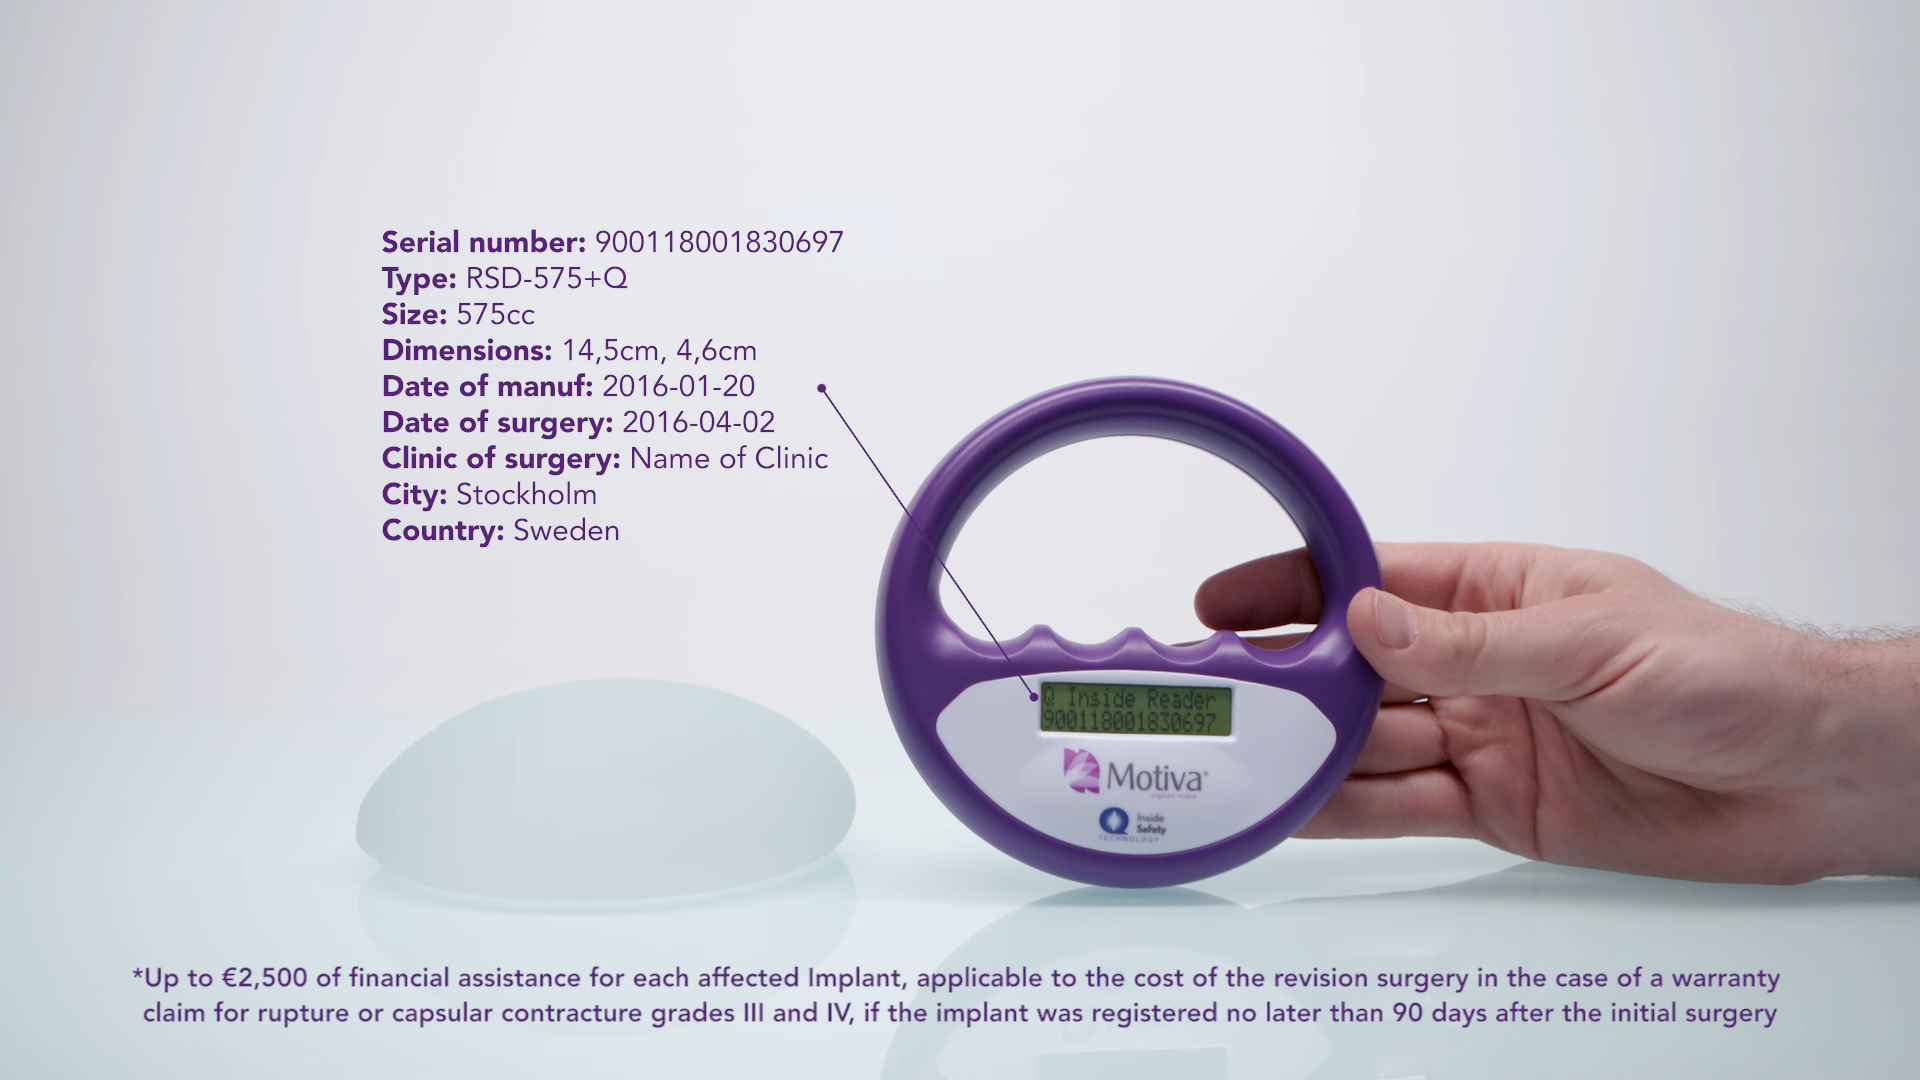 Serial number: 900118001830697
Type: RSD-575+Q
Size: 575cc
Dimensions: 14,5cm, 4,6cm
Date of manuf: 2016-01-20
Date of surgery: 2016-04-02
Clinic of surgery: Name of Clinic
City: Stockholm
Country: Sweden
Q Inside Reader
900118001830697
Motiva®
Q Inside
Safety
TECHNOLOGY
*Up to €2,500 of financial assistance for each affected Implant, applicable to the cost of the revision surgery in the case of a warranty
claim for rupture or capsular contracture grades III and IV, if the implant was registered no later than 90 days after the initial surgery